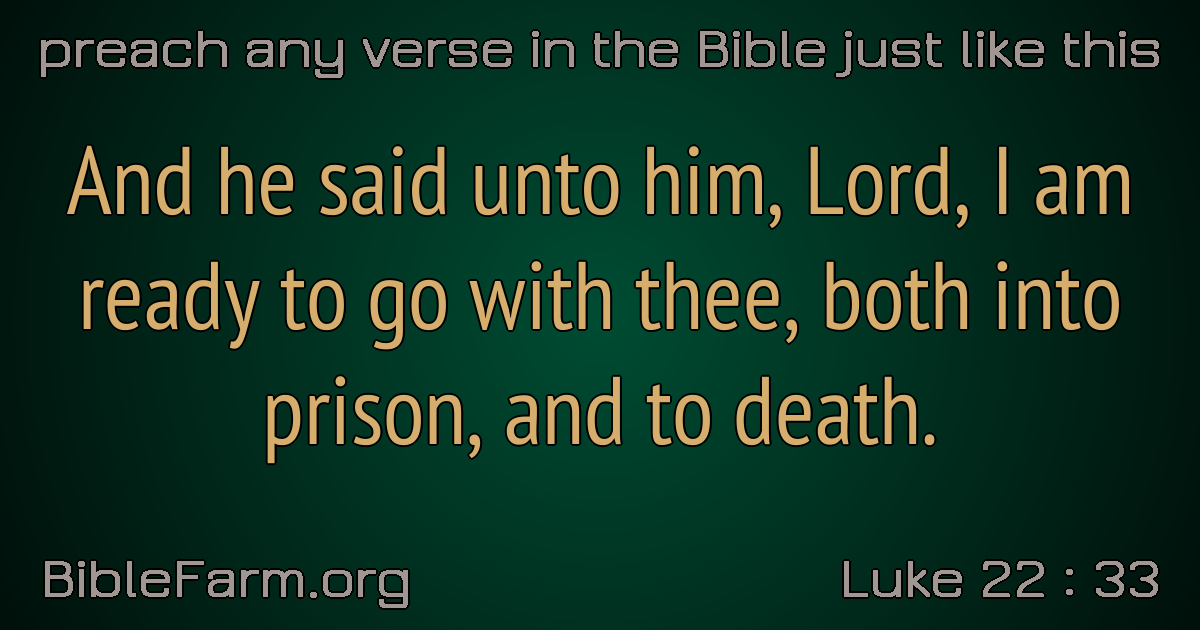 preach any verse in the Bible just like this
And he said unto him, Lord, I am
ready to go with thee, both into
prison, and to death.
BibleFarm.org
Luke 22 : 33